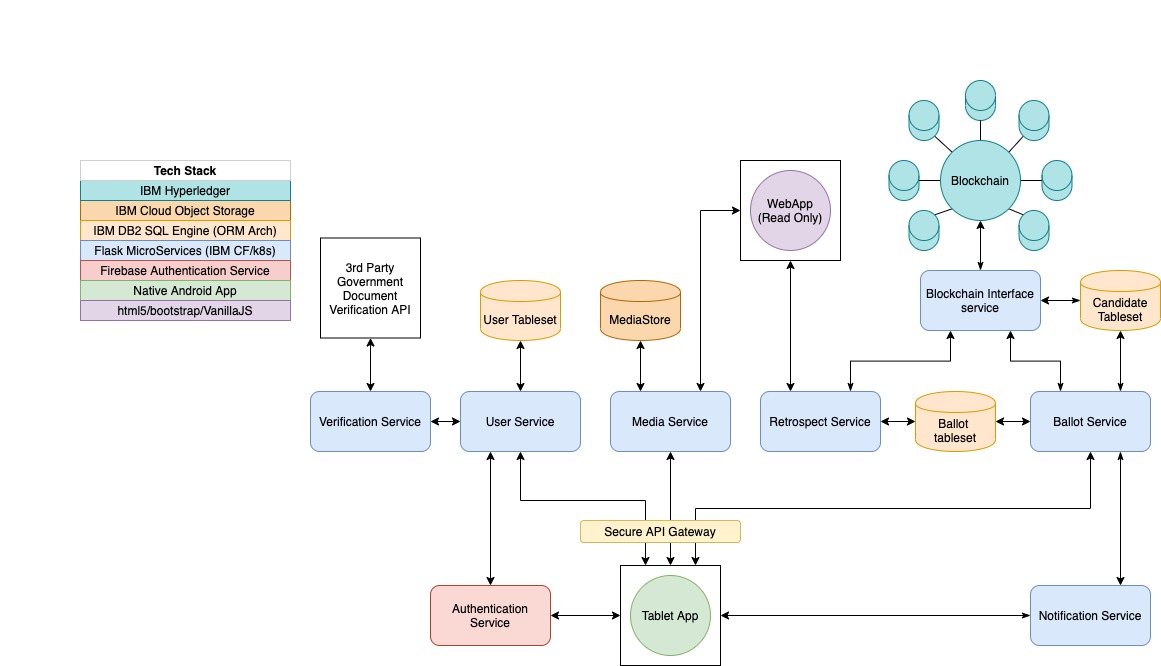 Tech Stack
IBM Hyperledger
IBM Cloud Object Storage
IBM DB2 SQL Engine (ORM Arch)
Flask MicroServices (IBM CF/k8s)
Firebase Authentication Service
Native Android App
html5/bootstrap/VanillaJS
3rd Party
Government
Document
Verification API
User Tableset
MediaStore
WebApp
(Read Only)
Blockchain
Blockchain Interface
service
Candidate
Tableset
Verification Service
User Service
Media Service
Retrospect Service
Ballot
tableset
Ballot Service
Secure API Gateway
Authentication
Service
Tablet App
Notification Service